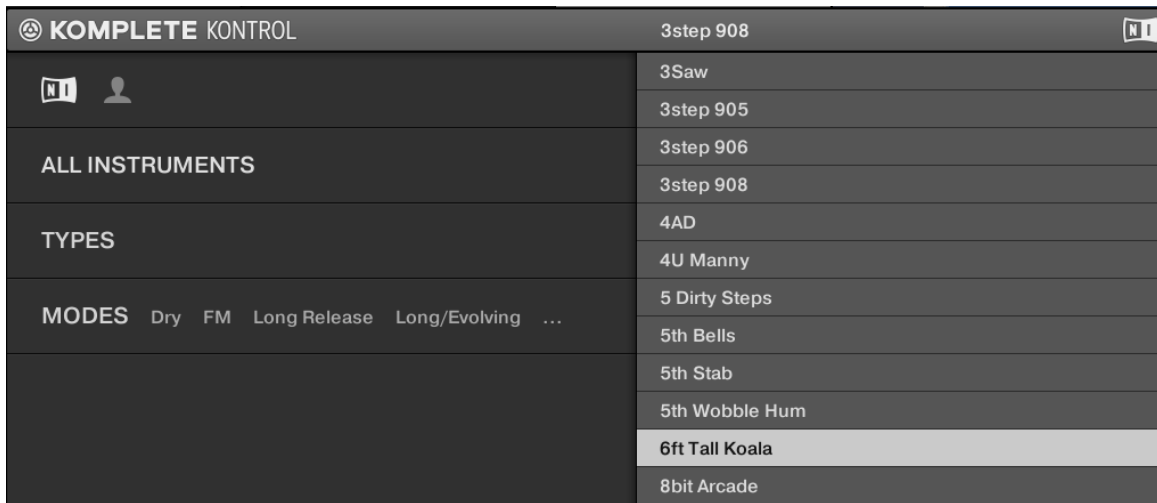 KOMPLETE KONTROL
3step 908
NI
NI
ALL INSTRUMENTS
TYPES
MODES Dry FM Long Release Long/Evolving ...
3Saw
3step 905
3step 906
3step 908
4AD
4U Manny
5 Dirty Steps
5th Bells
5th Stab
5th Wobble Hum
6ft Tall Koala
8bit Arcade